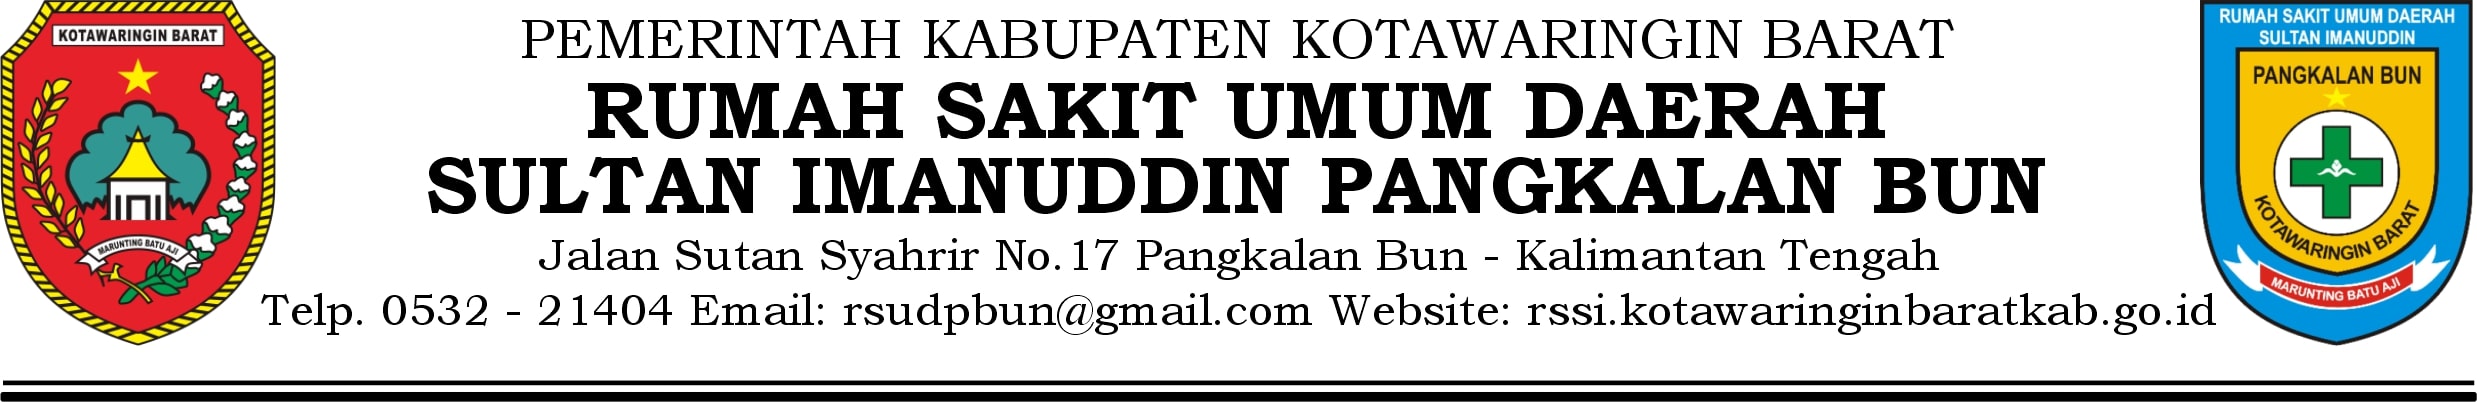 KOTAWARINGIN BARAT
MARUNTING BATU AJI
PEMERINTAH KABUPATEN KOTAWARINGIN BARAT
RUMAH SAKIT UMUM DAERAH
SULTAN IMANUDDIN PANGKALAN BUN
Jalan Sutan Syahrir No.17 Pangkalan Bun - Kalimantan Tengah
Telp. 0532 - 21404 Email: rsudpbun@gmail.com Website: rssi.kotawaringinbaratkab.go.id
RUMAH SAKIT UMUM DAERAH
SULTAN IMANUDDIN
PANGKALAN BUN
KOTAWARINGIN BARAT
MARUNTING BATU AJI